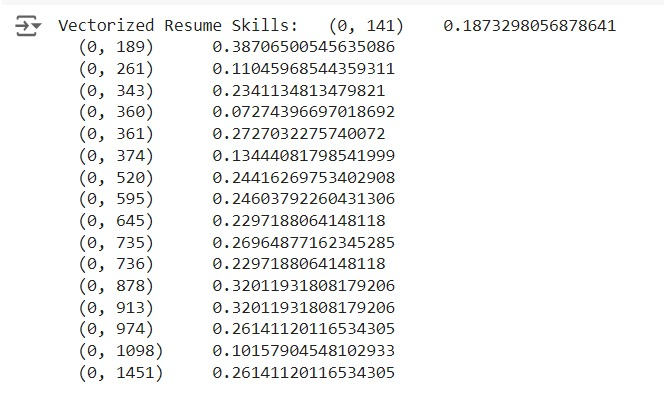 Vectorized Resume Skills:   (0, 141)    0.1873298056878641
(0, 189)    0.38706500545635086
(0, 261)    0.11045968544359311
(0, 343)    0.2341134813479821
(0, 360)    0.07274396697018692
(0, 361)    0.2727032275740072
(0, 374)    0.13444081798541999
(0, 520)    0.24416269753402908
(0, 595)    0.24603792260431306
(0, 645)    0.2297188064148118
(0, 735)    0.26964877162345285
(0, 736)    0.2297188064148118
(0, 878)    0.32011931808179206
(0, 913)    0.32011931808179206
(0, 974)    0.26141120116534305
(0, 1098)    0.10157904548102933
(0, 1451)    0.26141120116534305